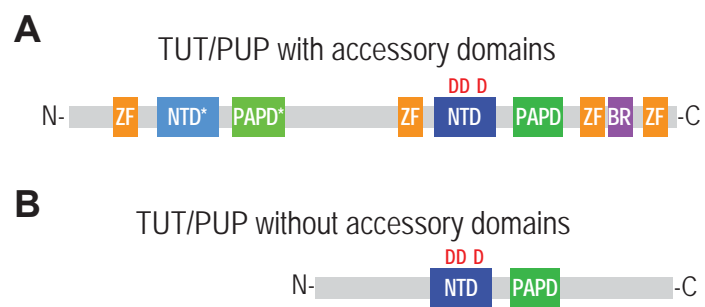 A
TUT/PUP with accessory domains
DD D
N- ZF NTD* PAPD* ZF NTD PAPD ZF BR ZF -C
B
TUT/PUP without accessory domains
DD D
N- NTD PAPD -C